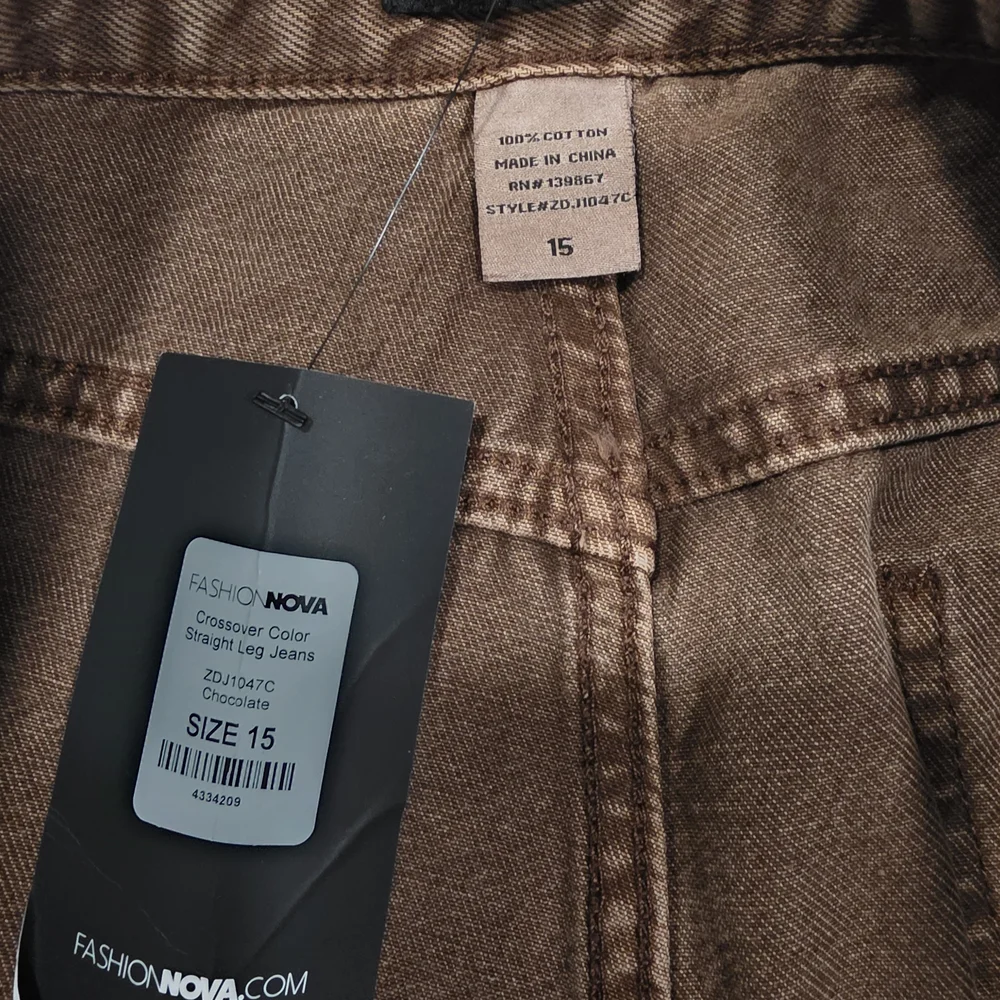 100% COTTON
MADE IN CHINA
RN# 139867
STYLE#ZDJ1047C
15
FASHIONNOVA
Crossover Color
Straight Leg Jeans
ZDJ1047C
Chocolate
SIZE 15
4334209
FASHIONNOVA.COM